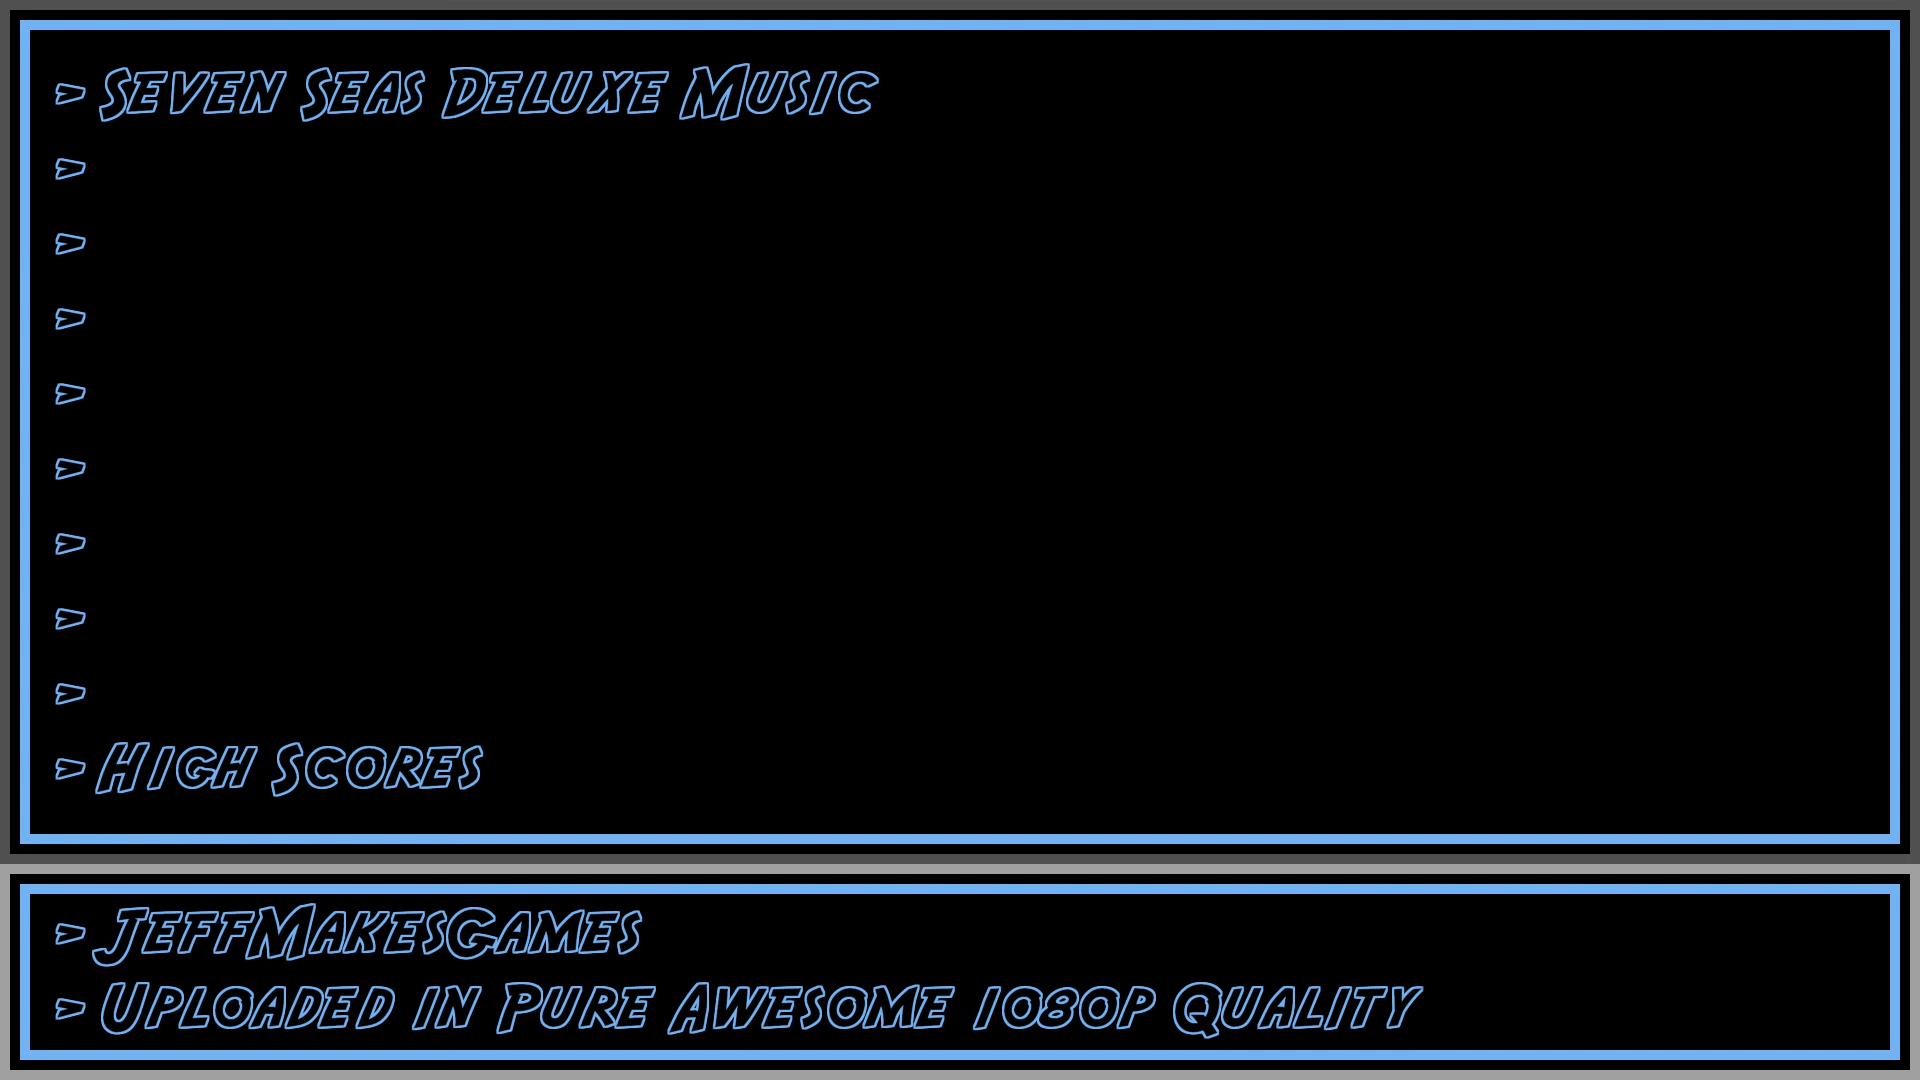 > Seven Seas Deluxe Music
>
>
>
>
>
>
>
>
> High Scores
> JeffMakesGames
> Uploaded in Pure Awesome 1080p Quality